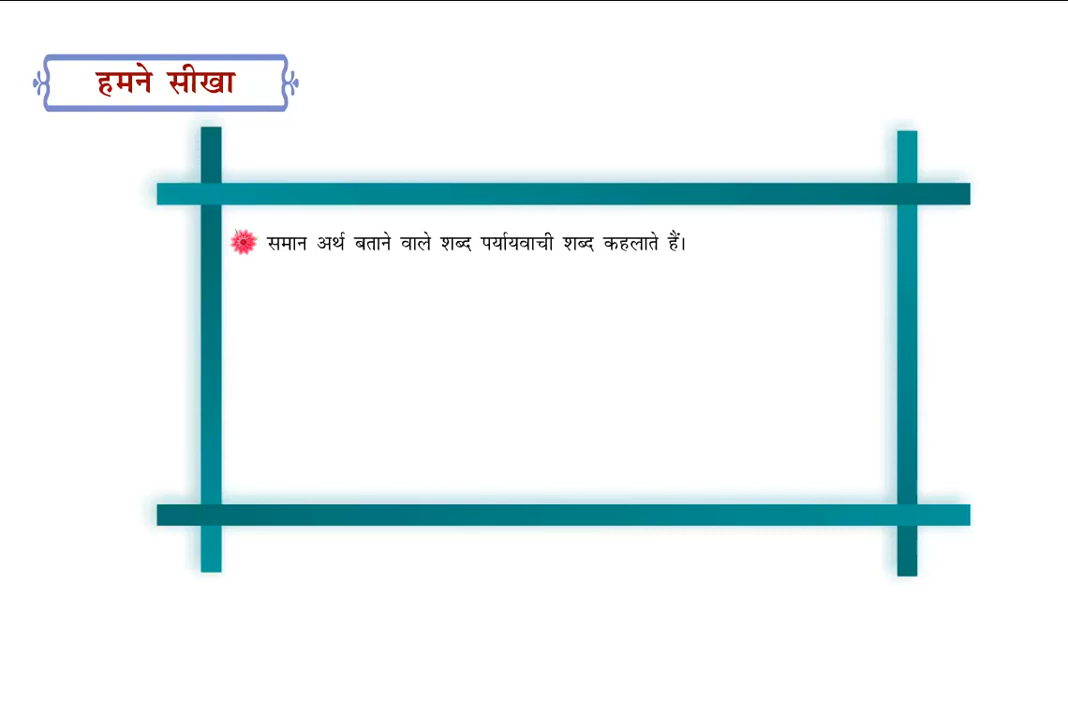 हमने सीखा
समान अर्थ बताने वाले शब्द पर्यायवाची शब्द कहलाते हैं।